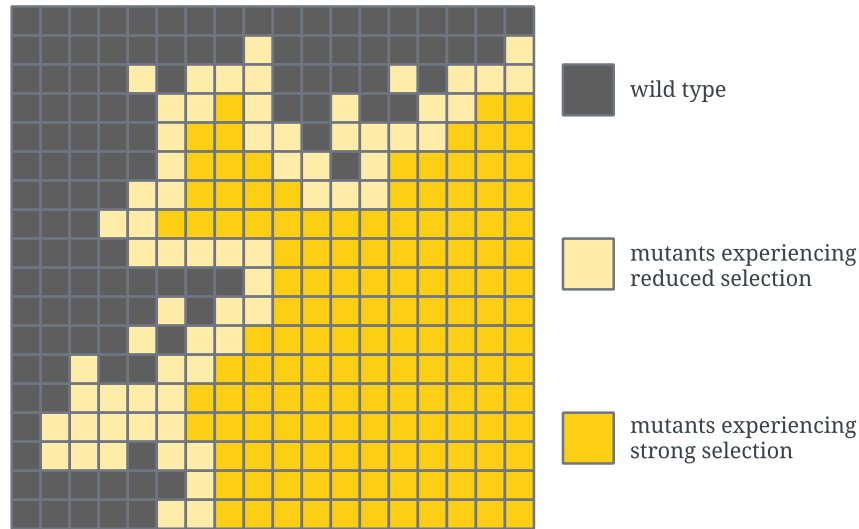 wild type
mutants experiencing
reduced selection
mutants experiencing
strong selection